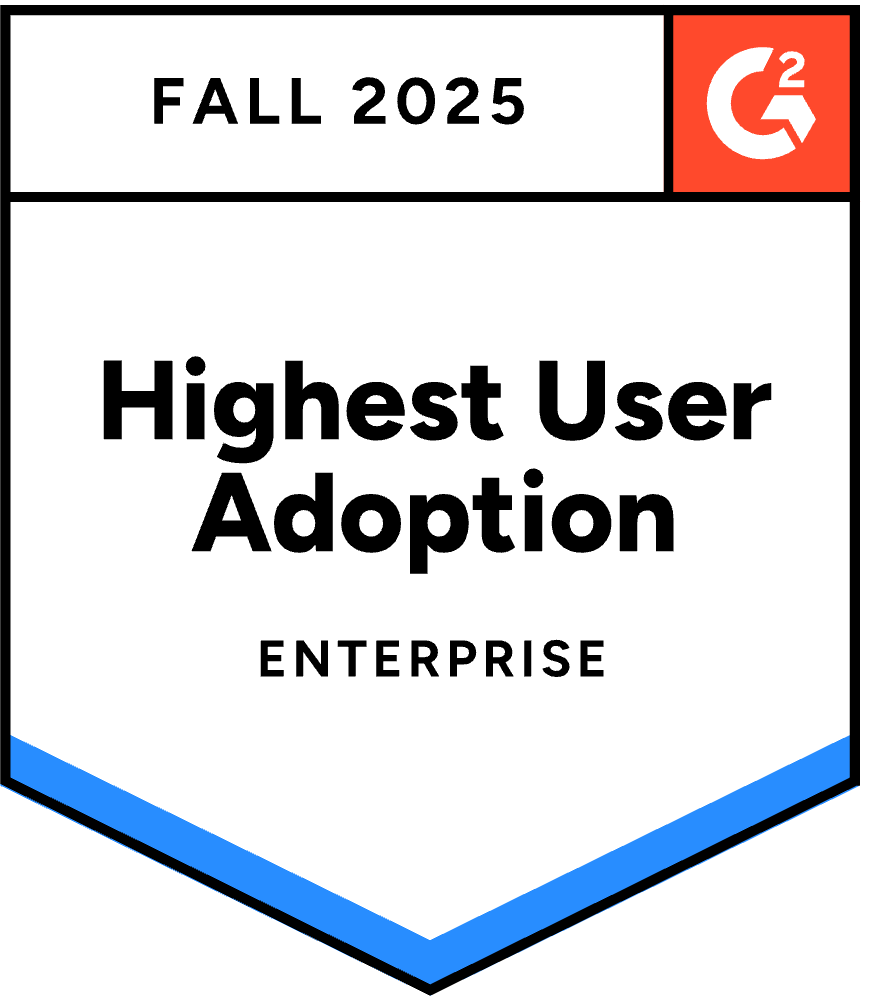 FALL 2025
G2
Highest User
Adoption
ENTERPRISE